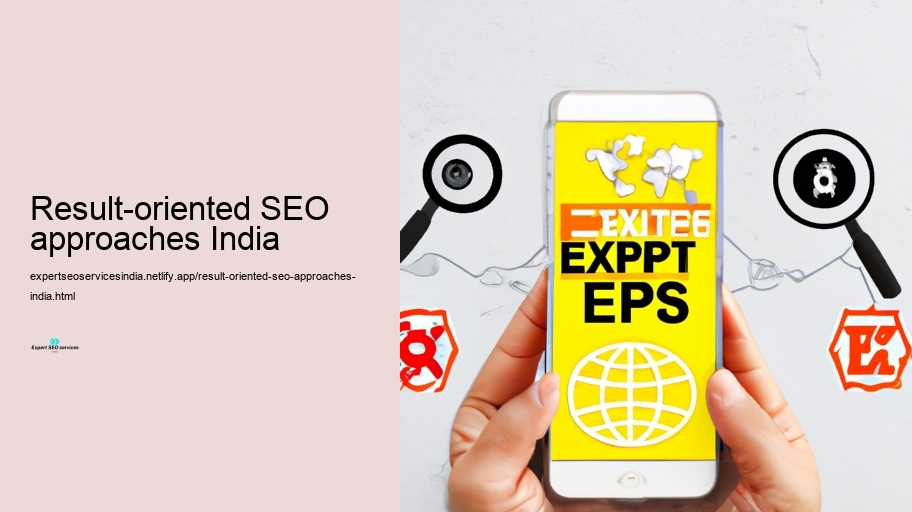 Result-oriented SEO
approaches India
expertseoservicesindia.netlify.app/result-oriented-seo-approaches-
india.html
Expert SEO services
EXITE6
EXPPT
EPS